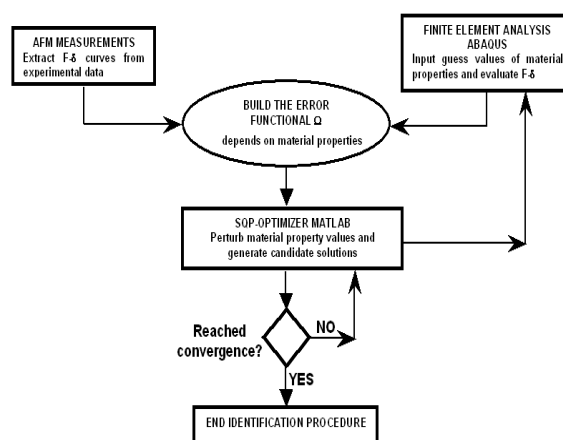 AFM MEASUREMENTS
Extract F-δ curves from
experimental data
FINITE ELEMENT ANALYSIS
ABAQUS
Input guess values of material
properties and evaluate F-δ
BUILD THE ERROR
FUNCTIONAL Ω
depends on material properties
SQP-OPTIMIZER MATLAB
Perturb material property values and
generate candidate solutions
Reached
convergence?
NO
YES
END IDENTIFICATION PROCEDURE